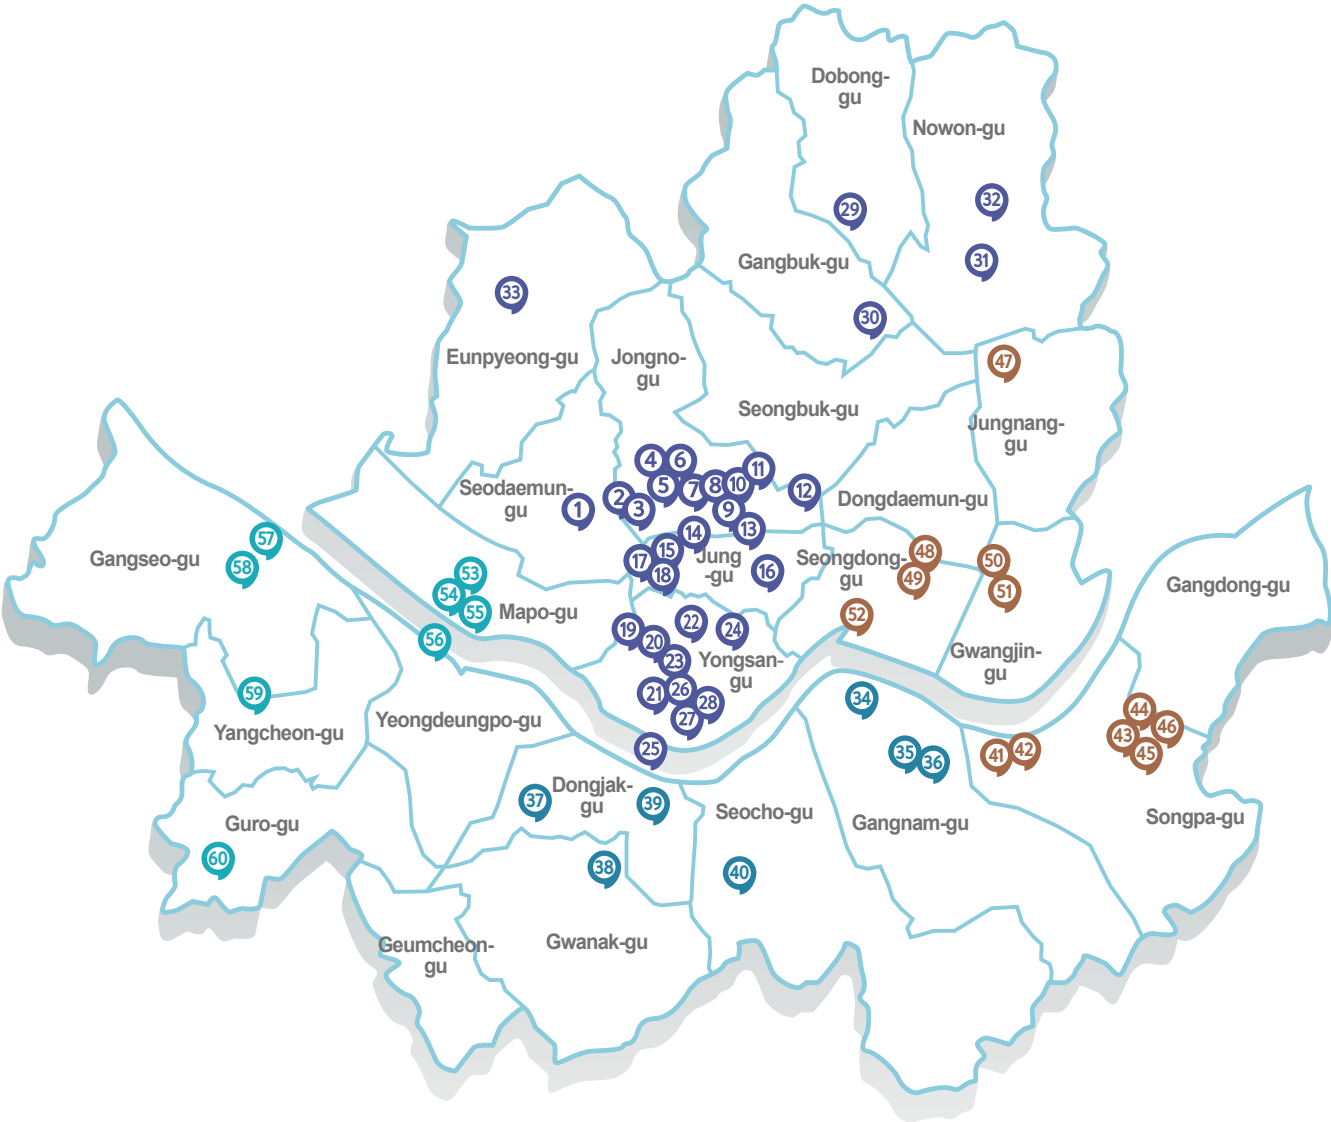 Dobong-
gu
Nowon-gu
32
29
Gangbuk-gu
31
33
30
Eunpyeong-gu
Jongno-
gu
47
Seongbuk-gu
Jungnang-
gu
4
6
11
Seodaemun-
gu
5
7
8
10
12
2
3
1
9
Dongdaemun-gu
13
14
57
Gangseo-gu
58
15
17
18
Jung
-gu
16
Seongdong-
gu
48
49
50
51
Gangdong-gu
53
54
55
Mapo-gu
52
56
19
20
22
24
23
Yongsan-
gu
Gwangjin-
gu
59
21
26
28
27
34
Yangcheon-gu
Yeongdeungpo-gu
25
44
43
46
45
35
36
41
42
37
Dongjak-
gu
39
Seocho-gu
Gangnam-gu
Songpa-gu
Guro-gu
60
38
40
Geumcheon-
gu
Gwanak-gu